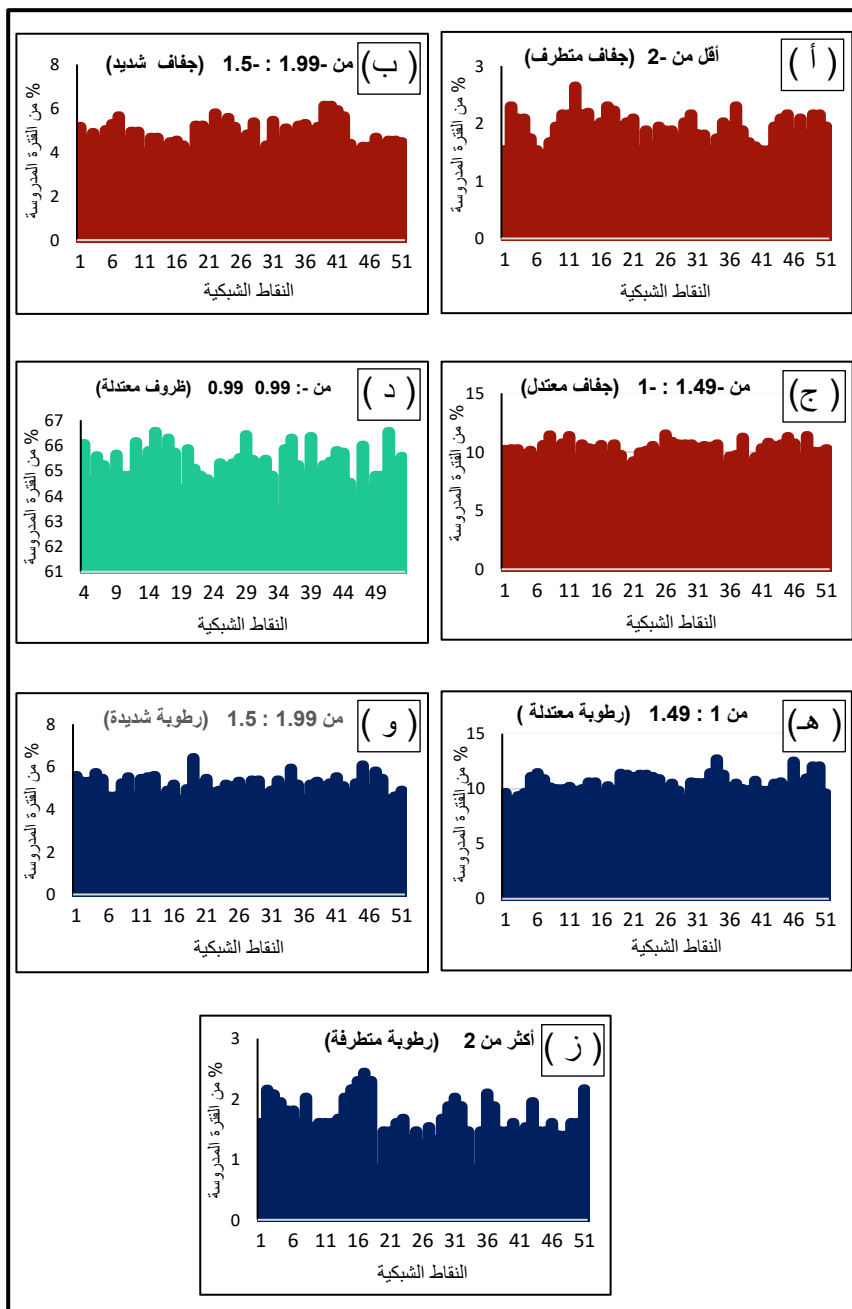 ( أ )
أقل من -2 (جفاف متطرف)
% من الفترة المدروسة
3
2
1
0
1 6 11 16 21 26 31 36 41 46 51
النقاط الشبكية
(ب )
من -1.99 : -1.5 (جفاف شديد)
% من الفترة المدروسة
8
6
4
2
0
1 6 11 16 21 26 31 36 41 46 51
النقاط الشبكية
(ج )
من -1.49 : -1 (جفاف معتدل)
% من الفترة المدروسة
15
10
5
0
1 6 11 16 21 26 31 36 41 46 51
النقاط الشبكية
( د )
من -: 0.99 0.99 (ظروف معتدلة)
% من الفترة المدروسة
67
66
65
64
63
62
61
4 9 14 19 24 29 34 39 44 49
النقاط الشبكية
(هـ )
من 1 : 1.49 (رطوبة معتدلة )
% من الفترة المدروسة
15
10
5
0
1 6 11 16 21 26 31 36 41 46 51
النقاط الشبكية
( و )
من 1.99 : 1.5 (رطوبة شديدة)
% من الفترة المدروسة
8
6
4
2
0
1 6 11 16 21 26 31 36 41 46 51
النقاط الشبكية
( ز )
أكثر من 2 (رطوبة متطرفة)
% من الفترة المدروسة
3
2
1
0
1 6 11 16 21 26 31 36 41 46 51
النقاط الشبكية